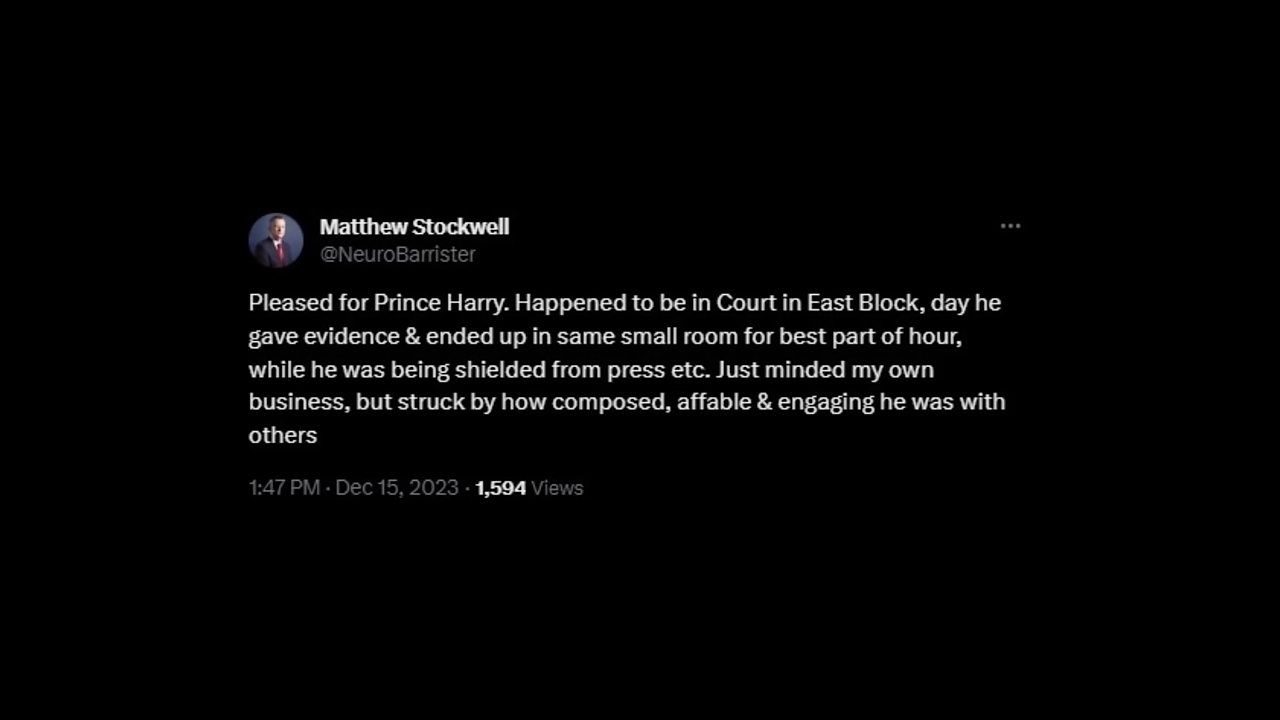 Matthew Stockwell
@NeuroBarrister
Pleased for Prince Harry. Happened to be in Court in East Block, day he
gave evidence & ended up in same small room for best part of hour,
while he was being shielded from press etc. Just minded my own
business, but struck by how composed, affable & engaging he was with
others
1:47 PM · Dec 15, 2023 · 1,594 Views